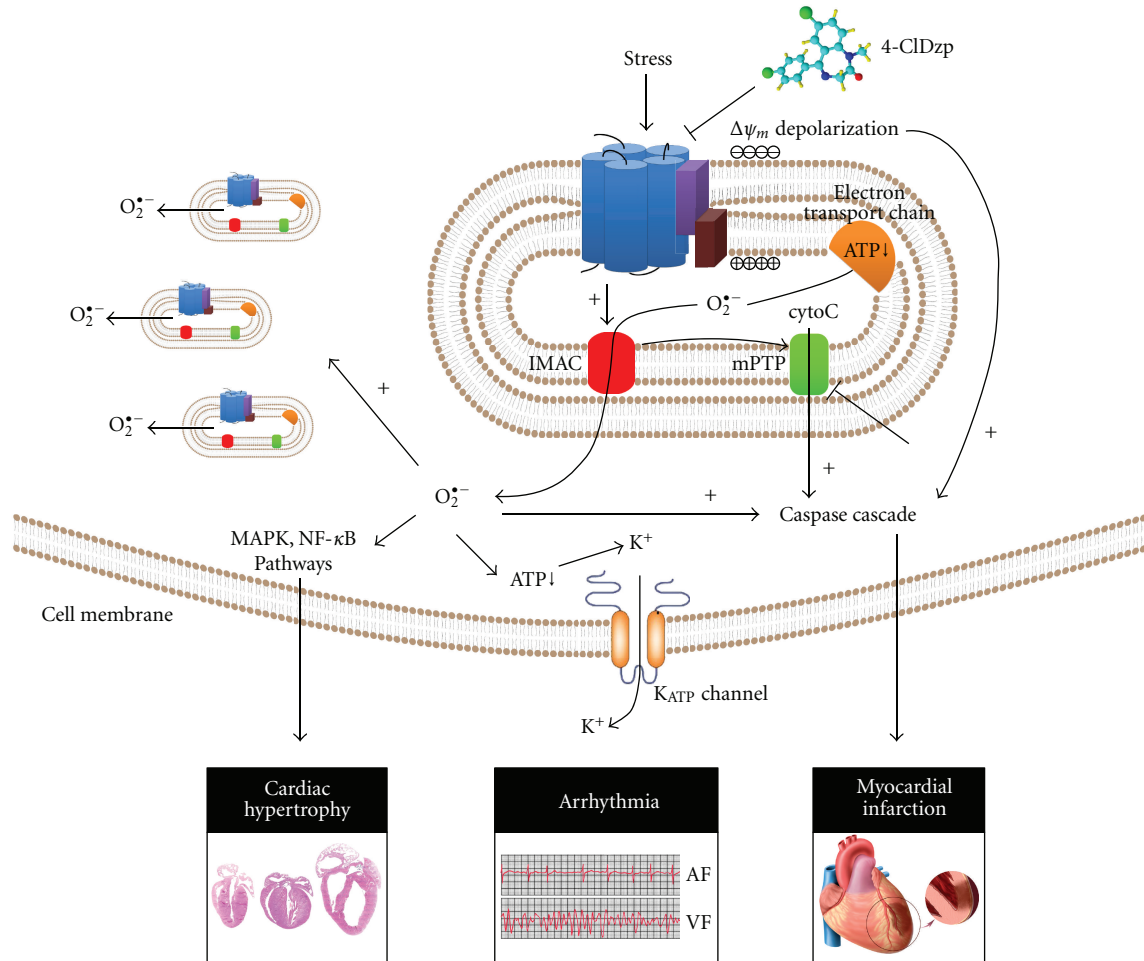 4-ClDzp
Stress
Δψm depolarization
Electron
transport chain
ATP↓
O2•−
+
O2•−
cytoC
IMAC
mPTP
O2•−
+
O2•−
+
+
O2•−
+
Caspase cascade
MAPK, NF-κB
Pathways
K+
ATP↓
Cell membrane
KATP channel
K+
Cardiac
hypertrophy
Arrhythmia
Myocardial
infarction
AF
VF